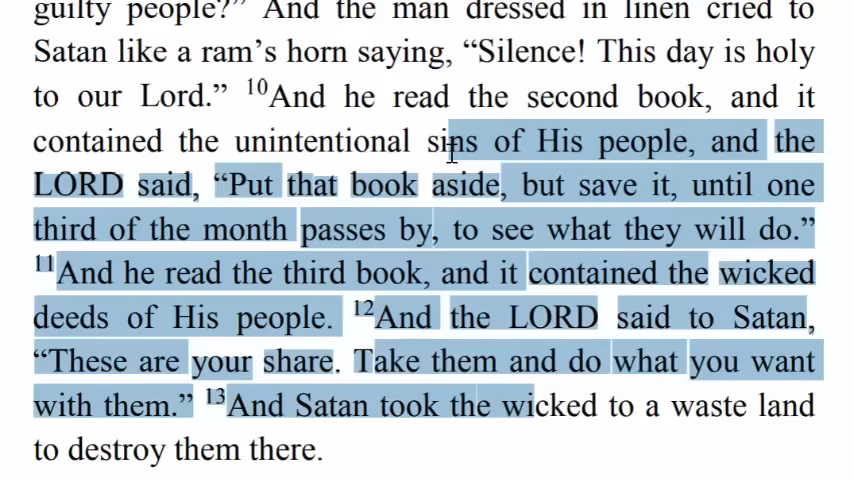 guilty people?” And the man dressed in linen cried to
Satan like a ram’s horn saying, “Silence! This day is holy
to our Lord.” ¹⁰And he read the second book, and it
contained the unintentional sins of His people, and the
LORD said, “Put that book aside, but save it, until one
third of the month passes by, to see what they will do.”
¹¹And he read the third book, and it contained the wicked
deeds of His people. ¹²And the LORD said to Satan,
“These are your share. Take them and do what you want
with them.” ¹³And Satan took the wicked to a waste land
to destroy them there.